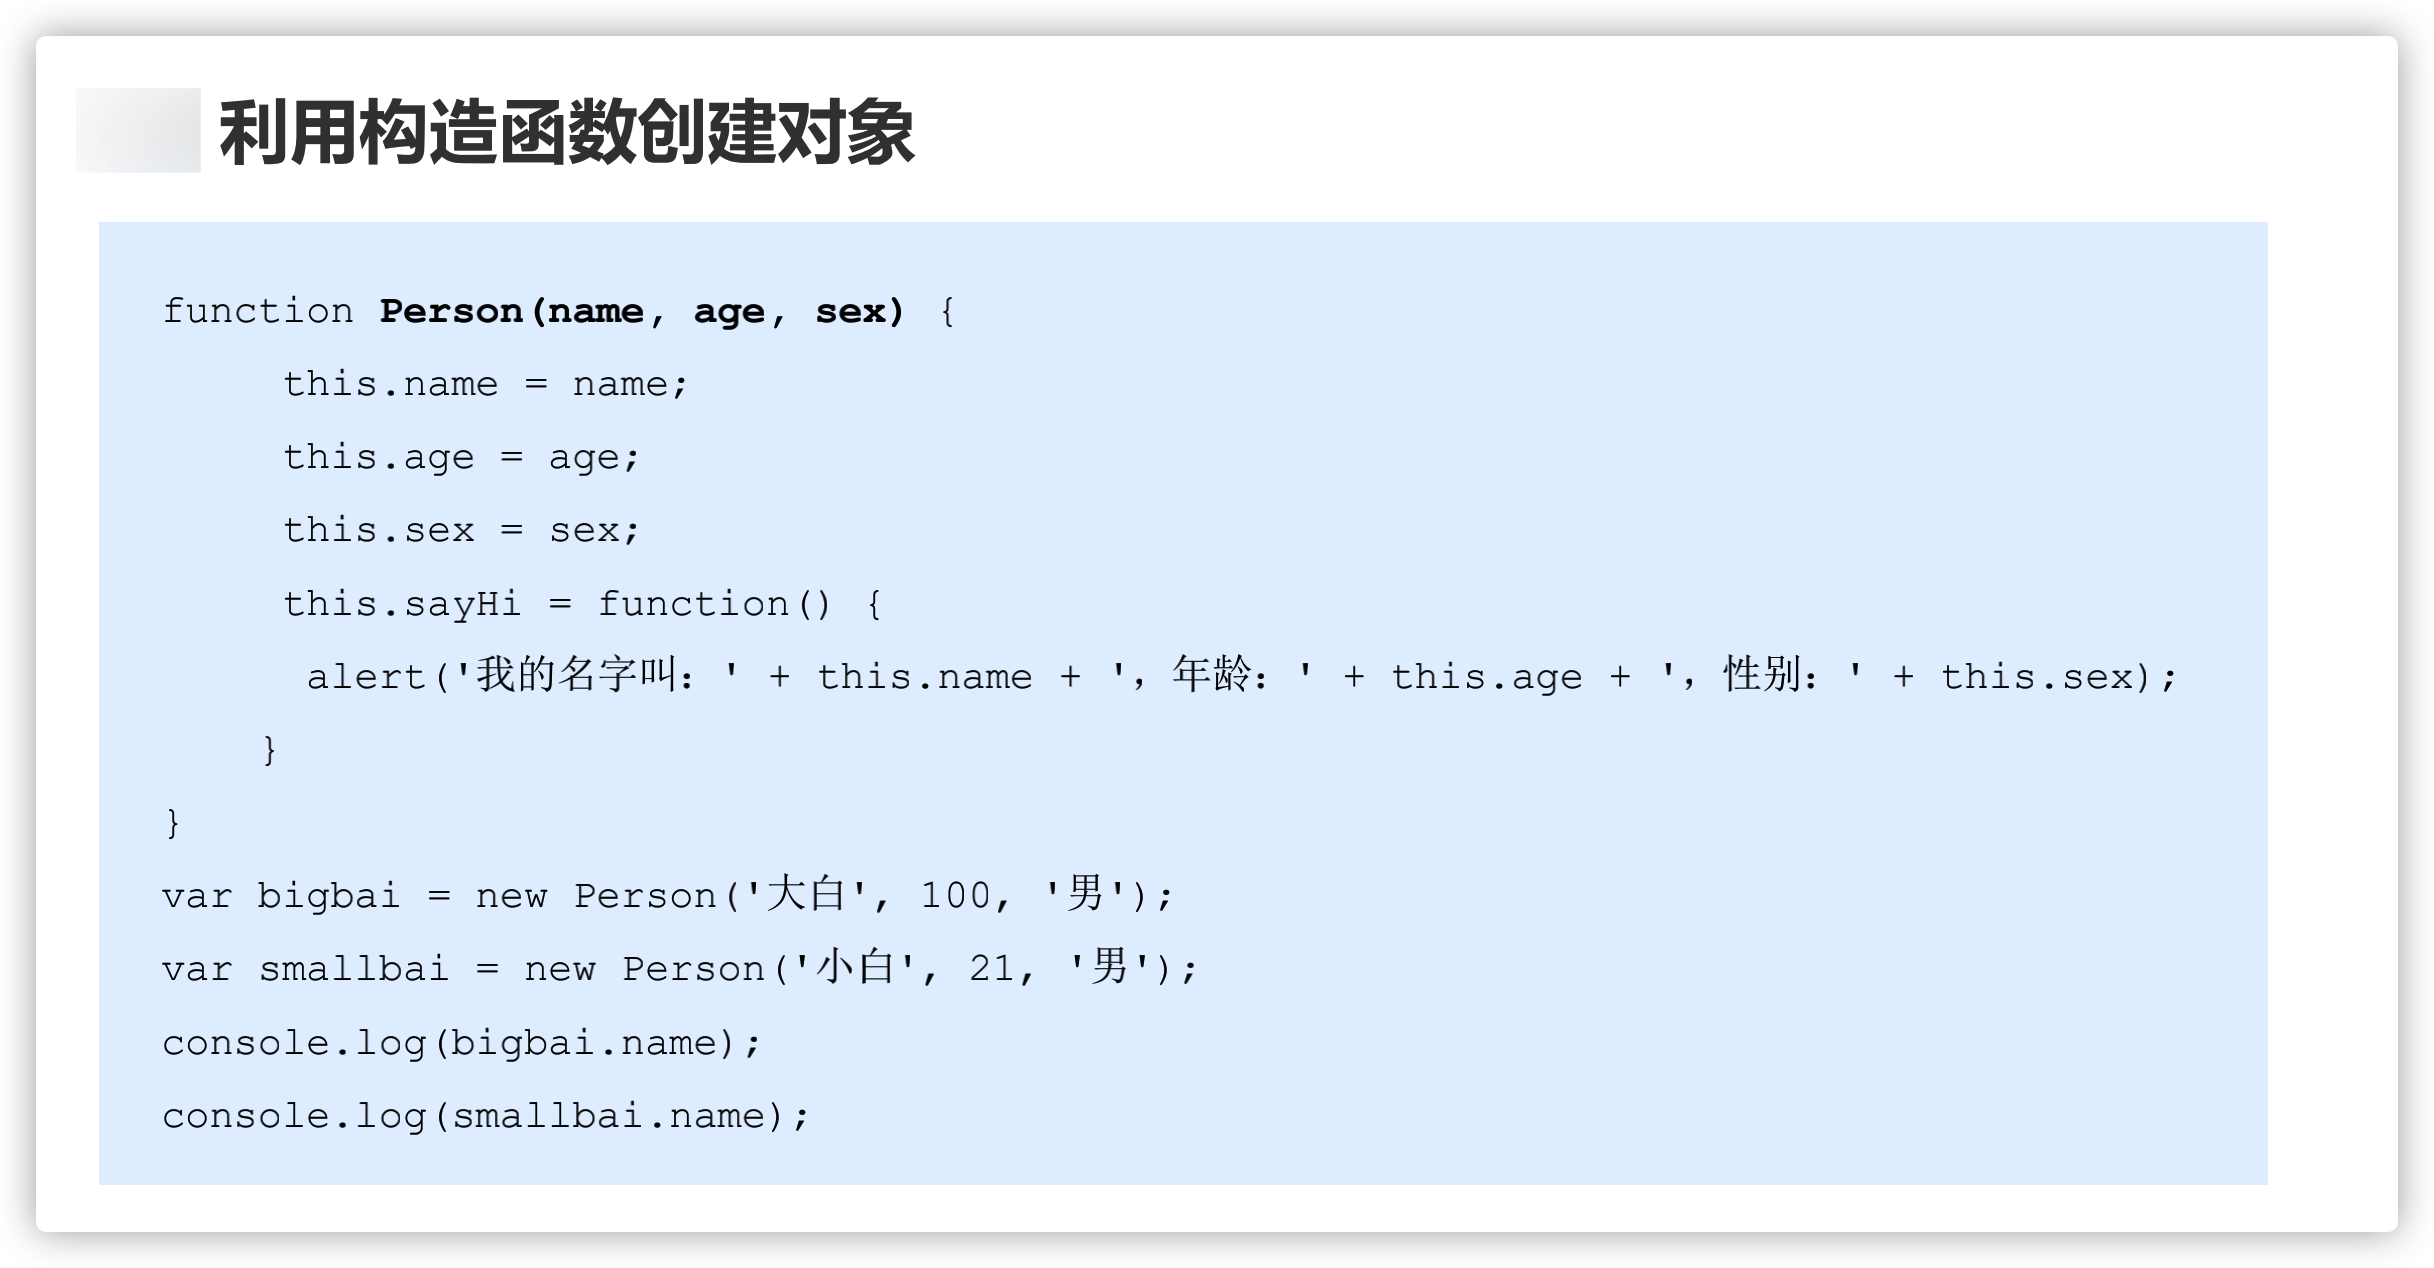 利用构造函数创建对象
function Person(name, age, sex) {
this.name = name;
this.age = age;
this.sex = sex;
this.sayHi = function() {
alert('我的名字叫：' + this.name + '，年龄：' + this.age + '，性别：' + this.sex);
}
}
var bigbai = new Person('大白', 100, '男');
var smallbai = new Person('小白', 21, '男');
console.log(bigbai.name);
console.log(smallbai.name);